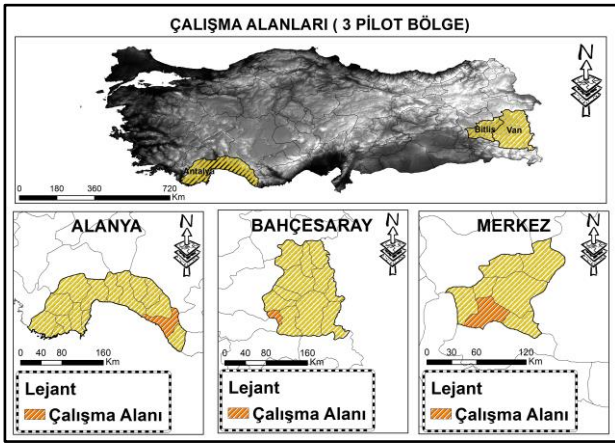 ÇALIŞMA ALANLARI ( 3 PİLOT BÖLGE)
N
Bitlis
Van
Antalya
0 180 360 720
Km
ALANYA
N
0 40 80 160
Km
Lejant
Çalışma Alanı
BAHÇESARAY
N
0 40 80 160
Km
Lejant
Çalışma Alanı
MERKEZ
N
0 30 60 120
Km
Lejant
Çalışma Alanı